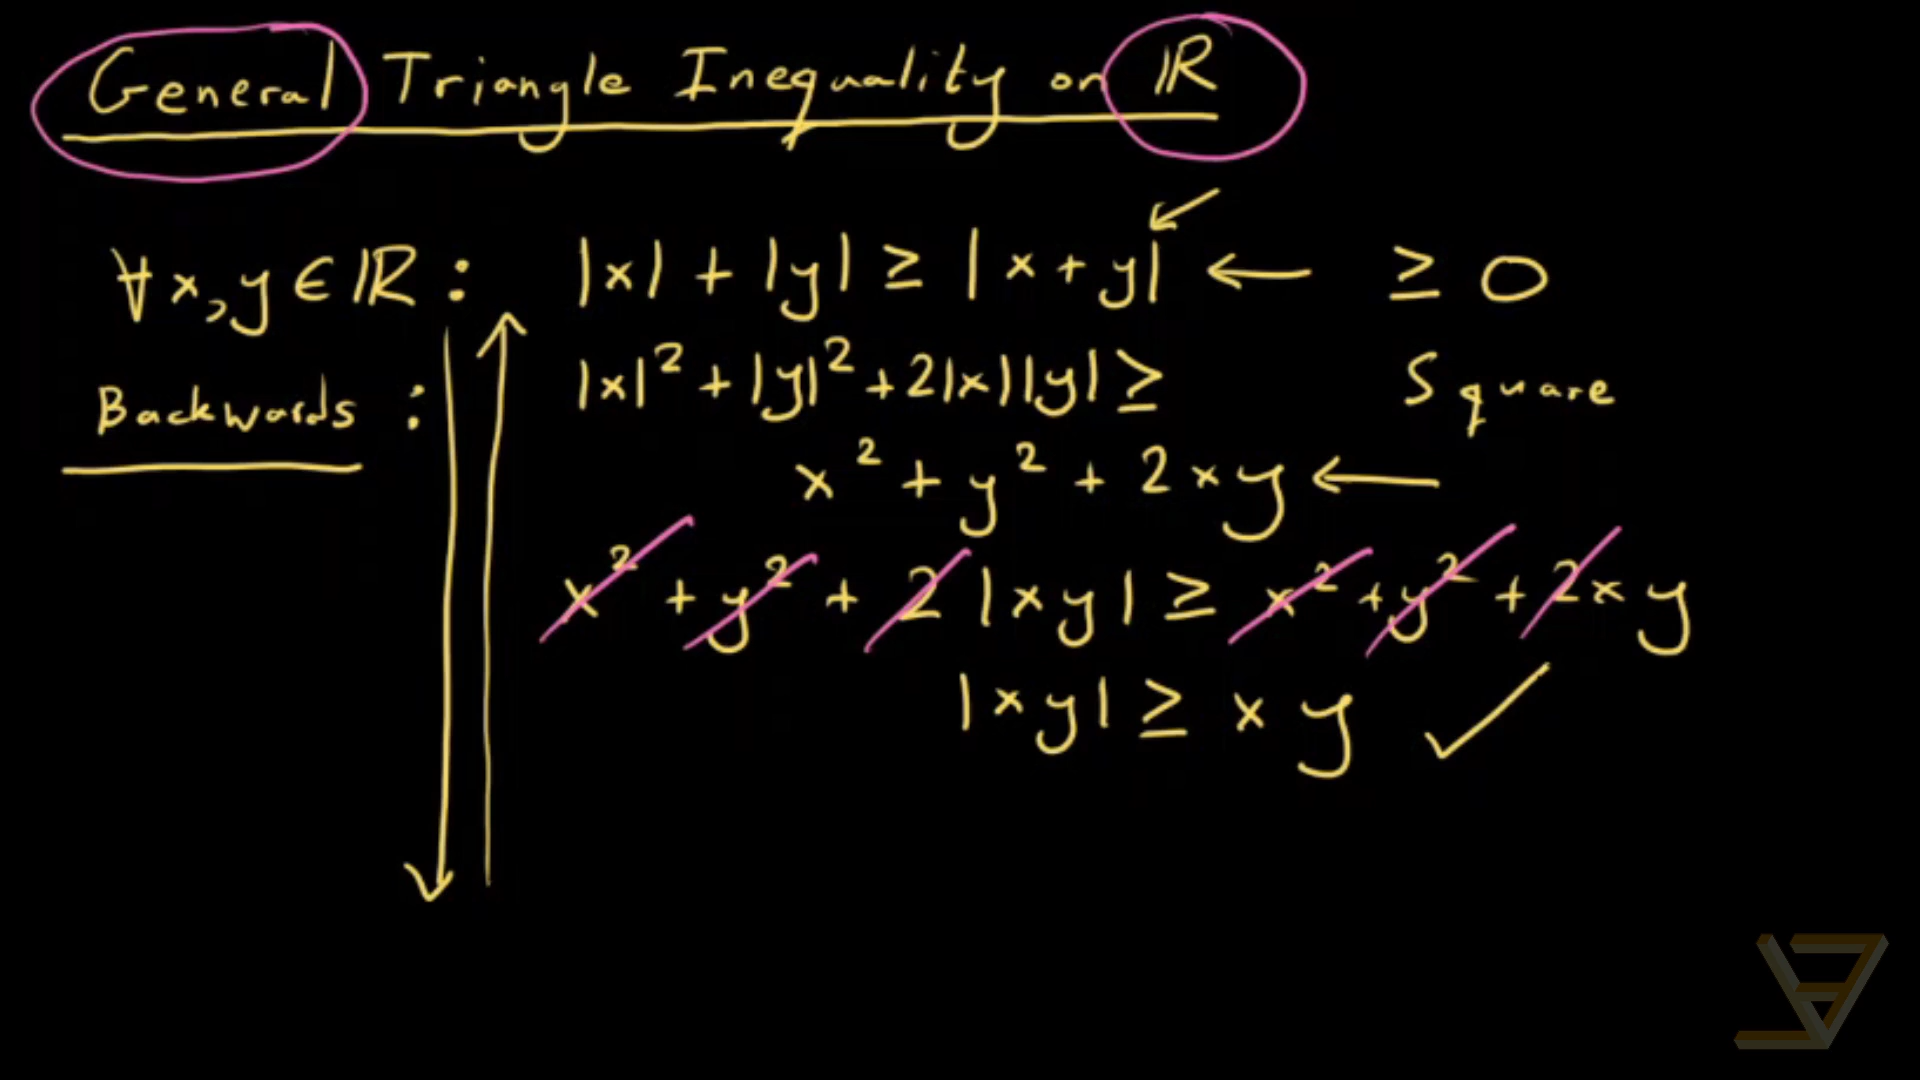 General Triangle Inequality on ℝ
∀x,y∈ℝ: |x| + |y| ≥ |x+y| ← ≥ 0
|x|² + |y|² + 2|x||y| ≥ Square
Backwards:
x² + y² + 2xy ←
x² + y² + 2|xy| ≥ x² + y² + 2xy
|xy| ≥ xy ✓